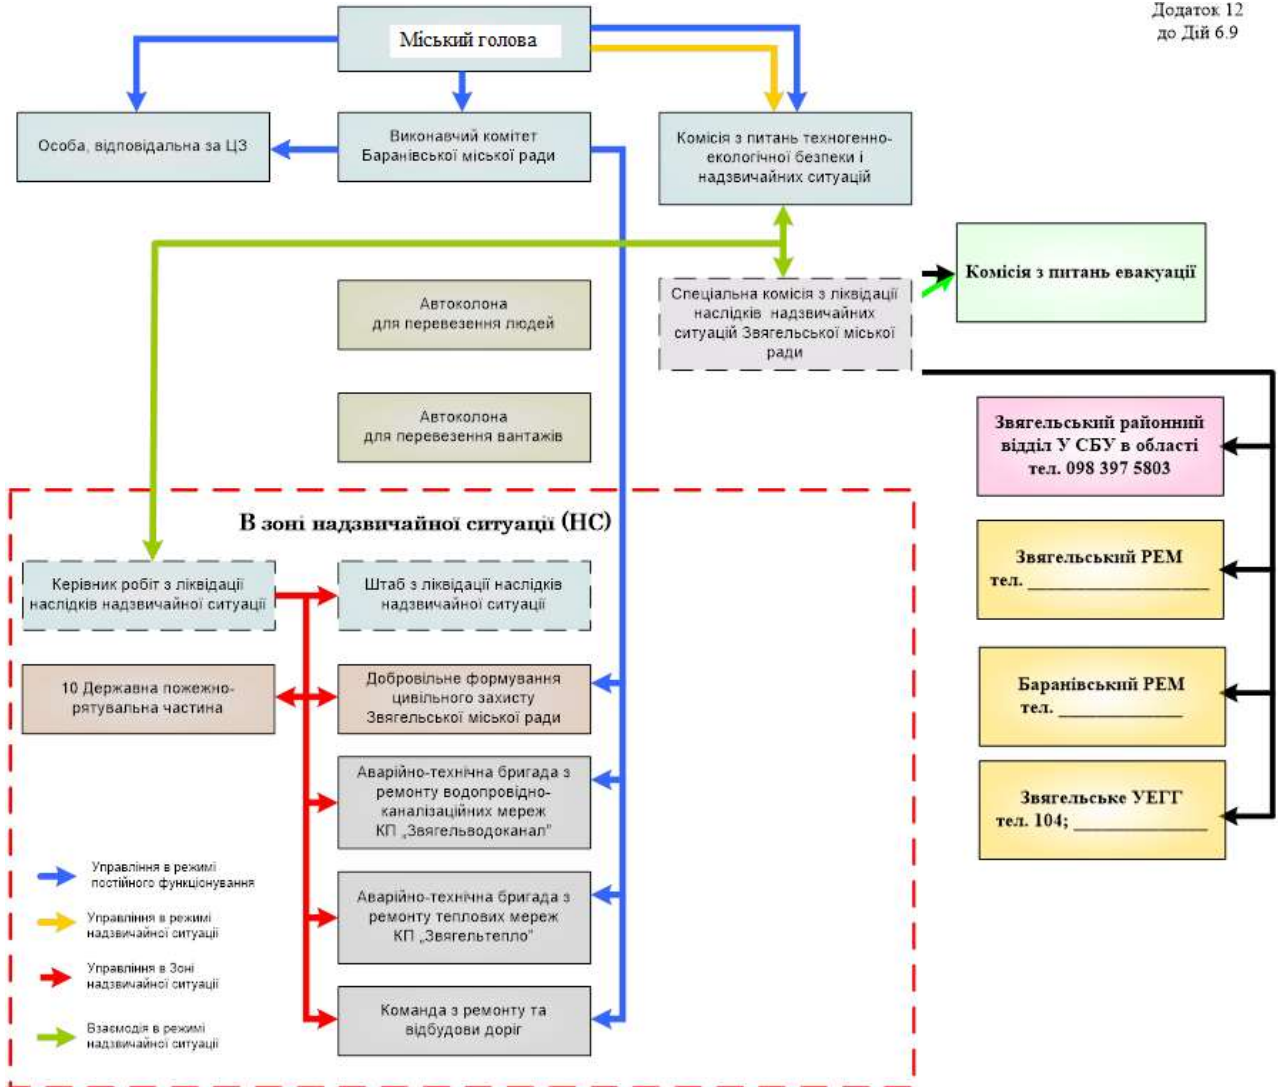 Додаток 12
до Дій 6.9
Міський голова
Особа, відповідальна за ЦЗ
Виконавчий комітет
Баранівської міської ради
Комісія з питань техногенно-
екологічної безпеки і
надзвичайних ситуацій
Комісія з питань евакуації
Автоколона
для перевезення людей
Спеціальна комісія з ліквідації
наслідків надзвичайних
ситуацій Звягельської міської
ради
Автоколона
для перевезення вантажів
Звягельський районний
відділ У СБУ в області
тел. 098 397 5803
В зоні надзвичайної ситуації (НС)
Звягельський РЕМ
тел. ____________________
Керівник робіт з ліквідації
наслідків надзвичайної ситуації
Штаб з ліквідації наслідків
надзвичайної ситуації
10 Державна пожежно-
рятувальна частина
Добровільне формування
цивільного захисту
Звягельської міської ради
Баранівський РЕМ
тел. ______________
Аварійно-технічна бригада з
ремонту водопровідно-
каналізаційних мереж
КП „Звягельводоканал”
Звягельське УЕГГ
тел. 104; _______________
Аварійно-технічна бригада з
ремонту теплових мереж
КП „Звягельтепло”
Команда з ремонту та
відбудови доріг
Управління в режимі
постійного функціонування
Управління в режимі
надзвичайної ситуації
Управління в Зоні
надзвичайної ситуації
Взаємодія в режимі
надзвичайної ситуації